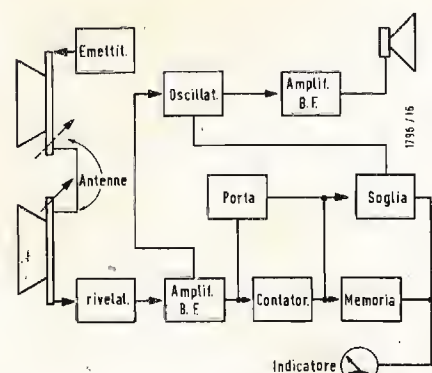 Emettit.
Oscillat.
Amplif.
B.F.
1796/16
Antenne
Porta
Soglia
rivelat.
Amplif.
B.F.
Contator.
Memoria
Indicatore